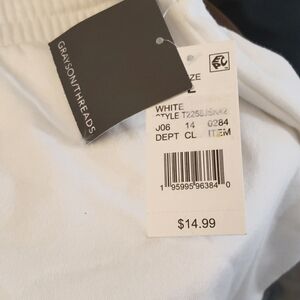 GRAYSON/THREADS
SIZE
WHITE
STYLE
J06 14 0284
DEPT CL ITEM
1 95995 96384 0
$14.99